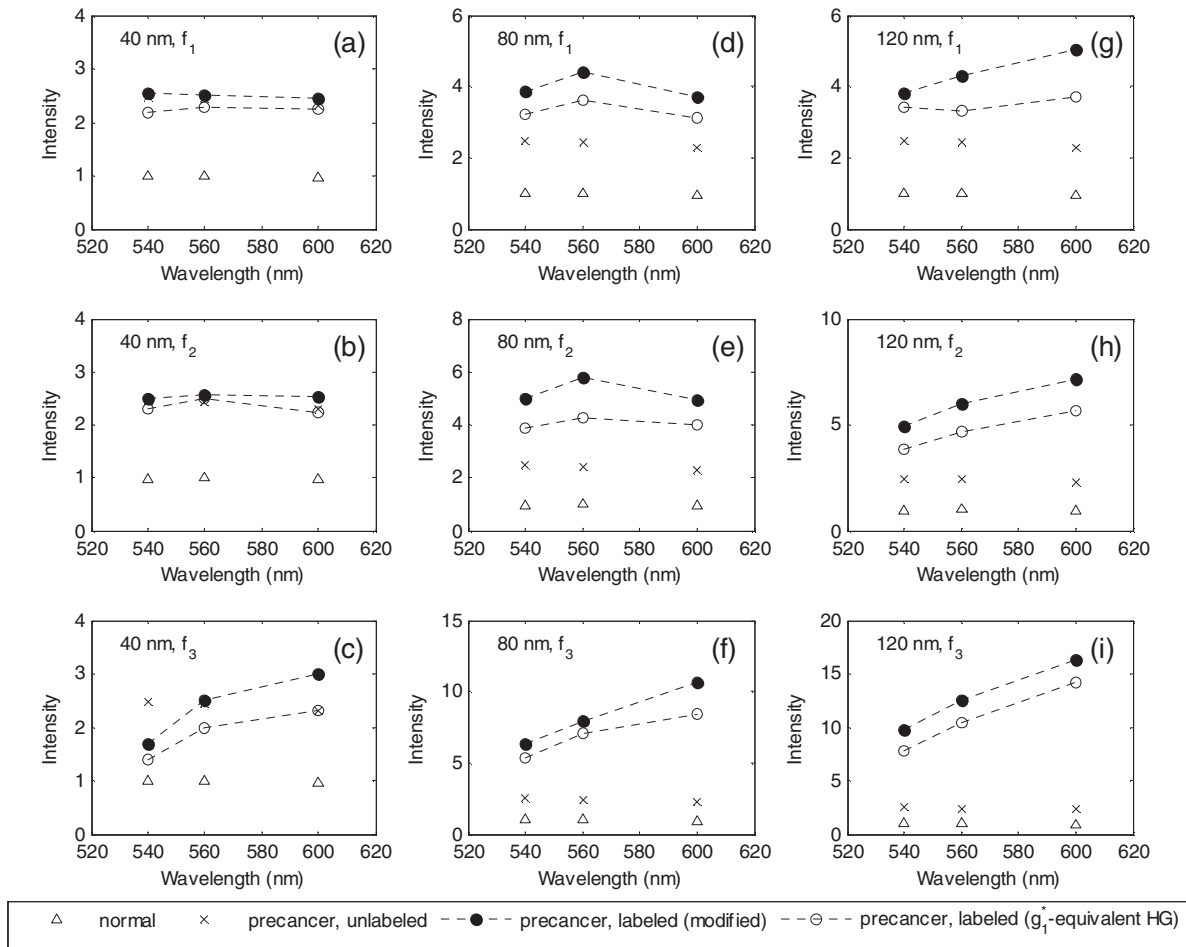 40 nm, f1 (a)
Intensity
4
3
2
1
0
520 540 560 580 600 620
Wavelength (nm)
80 nm, f1 (d)
Intensity
6
4
2
0
520 540 560 580 600 620
Wavelength (nm)
120 nm, f1 (g)
Intensity
6
4
2
0
520 540 560 580 600 620
Wavelength (nm)
40 nm, f2 (b)
Intensity
4
3
2
1
0
520 540 560 580 600 620
Wavelength (nm)
80 nm, f2 (e)
Intensity
8
6
4
2
0
520 540 560 580 600 620
Wavelength (nm)
120 nm, f2 (h)
Intensity
10
5
0
520 540 560 580 600 620
Wavelength (nm)
40 nm, f3 (c)
Intensity
4
3
2
1
0
520 540 560 580 600 620
Wavelength (nm)
80 nm, f3 (f)
Intensity
15
10
5
0
520 540 560 580 600 620
Wavelength (nm)
120 nm, f3 (i)
Intensity
20
15
10
5
0
520 540 560 580 600 620
Wavelength (nm)
normal precancer, unlabeled precancer, labeled (modified) precancer, labeled (g1*-equivalent HG)